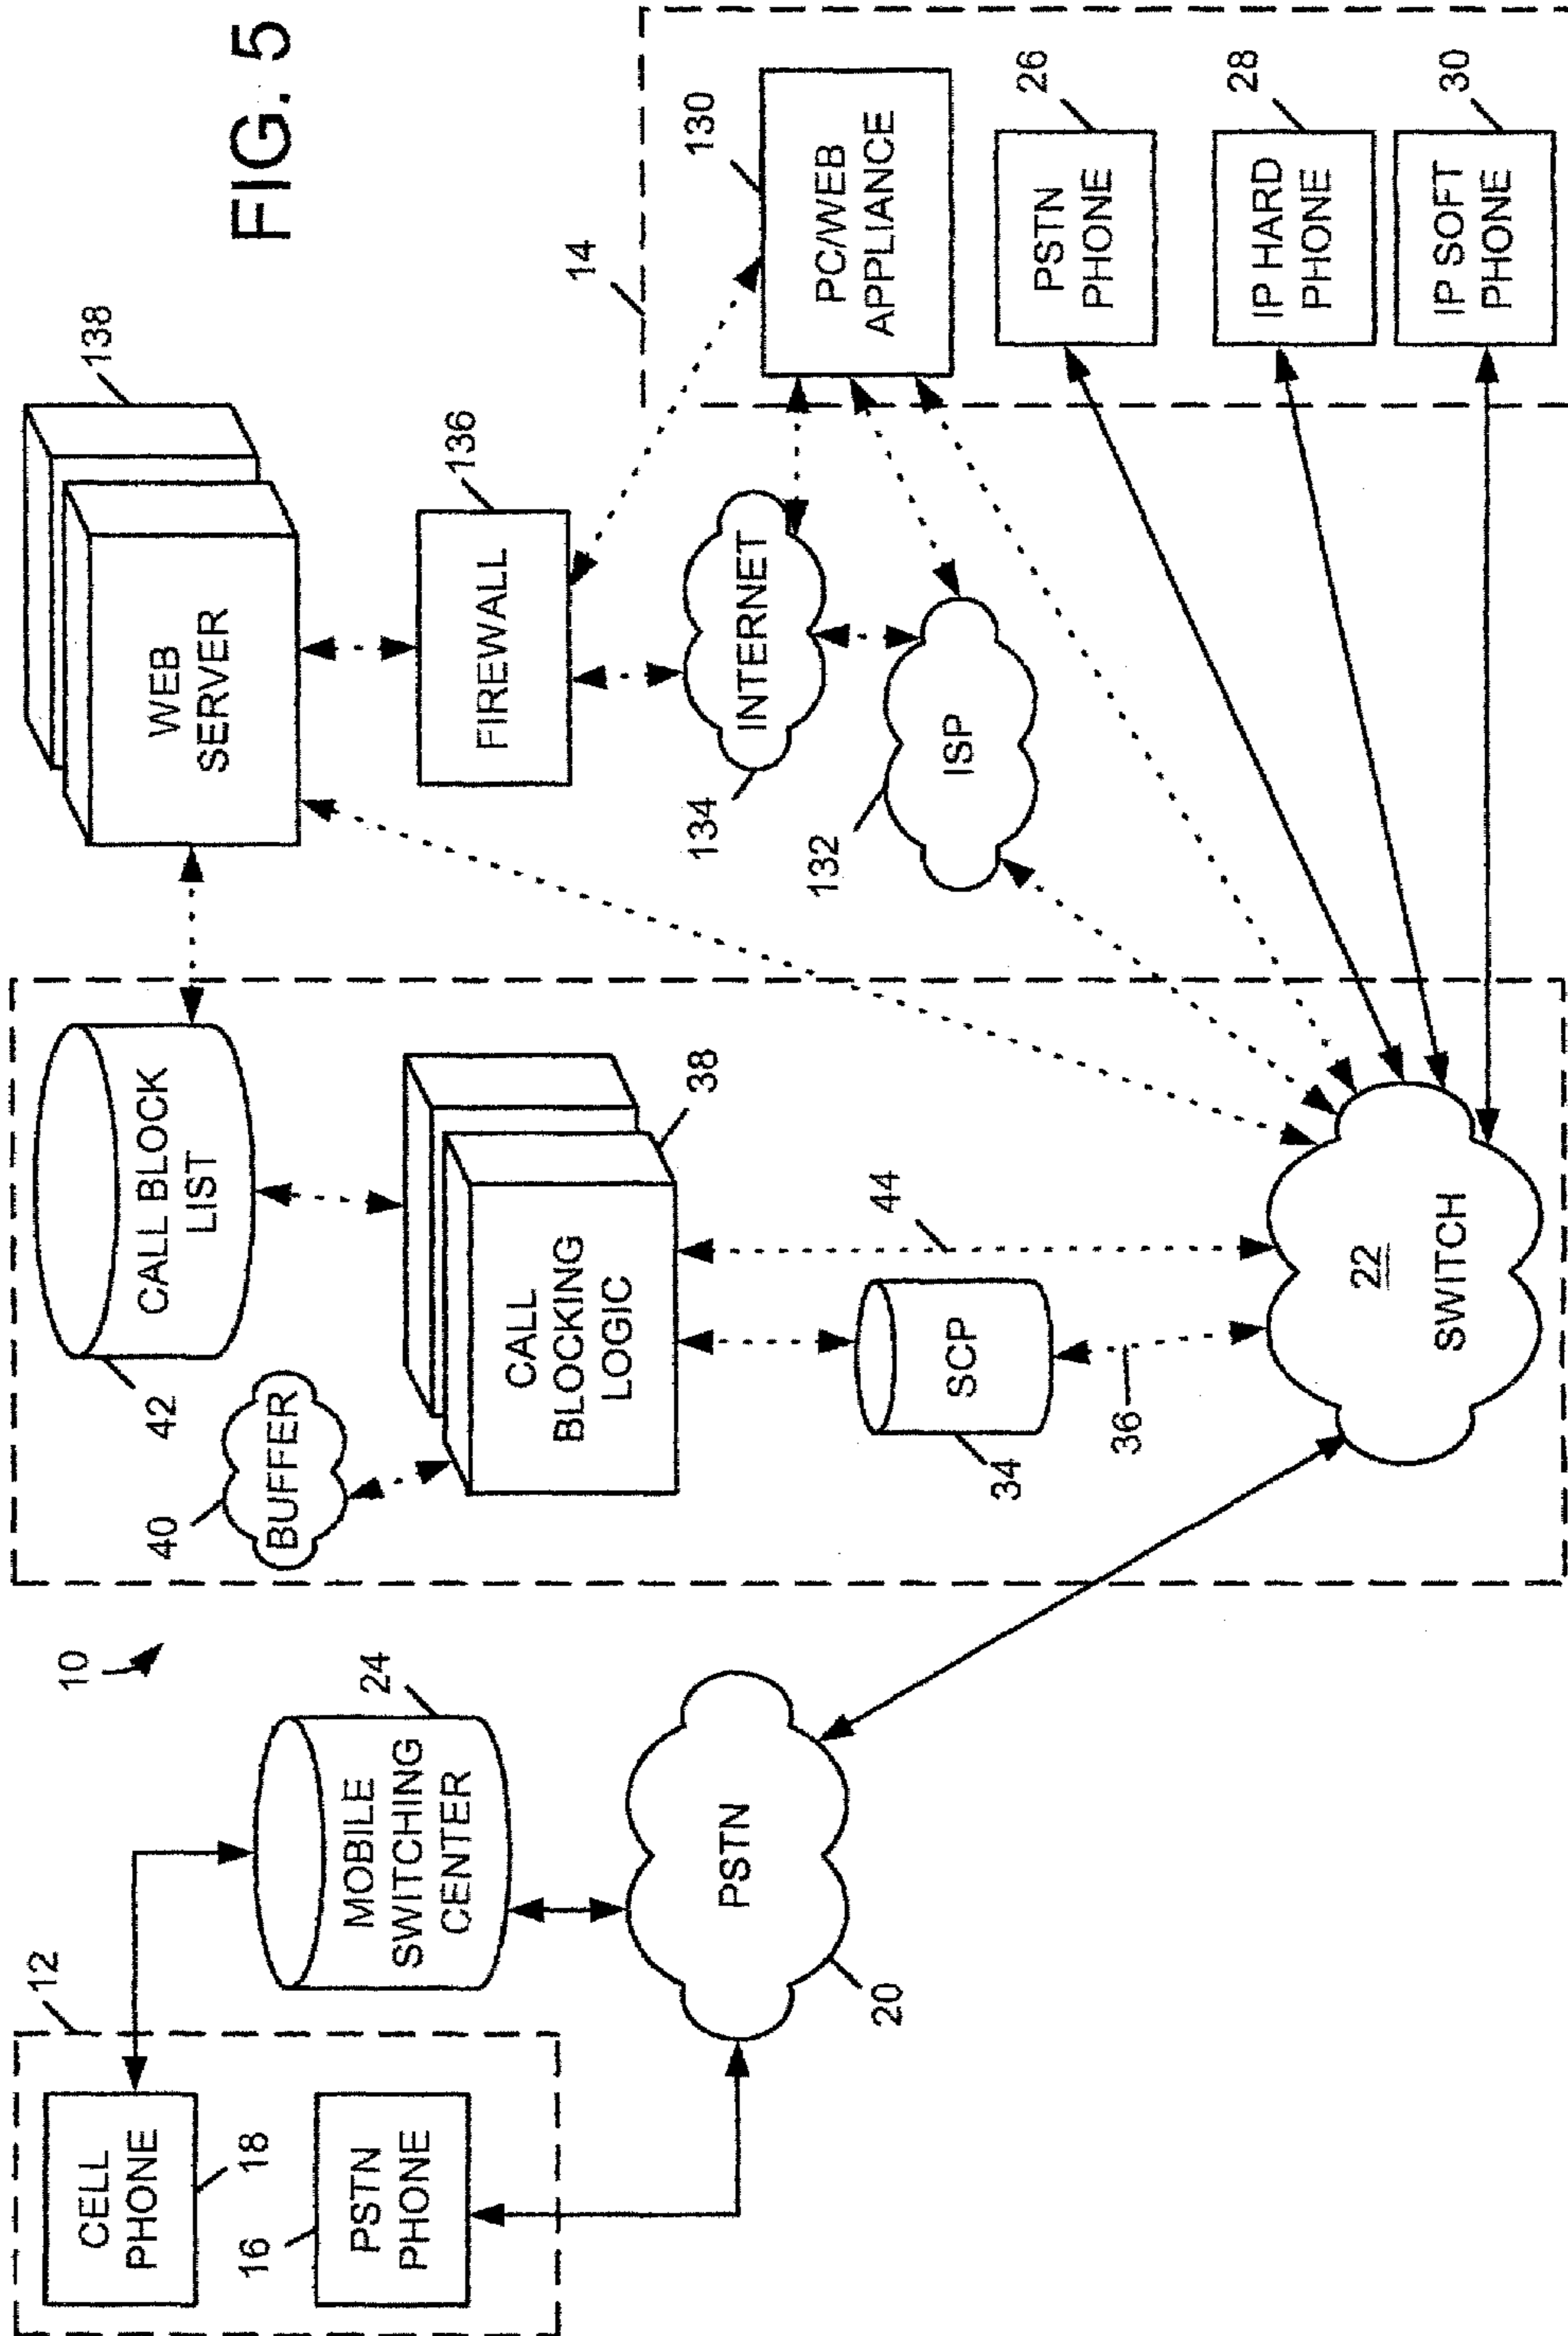 FIG. 5
10
12
CELL
PHONE
18
16
PSTN
PHONE
MOBILE
SWITCHING
CENTER
24
PSTN
20
CALL BLOCK
LIST
42
40
BUFFER
CALL
BLOCKING
LOGIC
38
44
SCP
34
36
22
SWITCH
WEB
SERVER
138
FIREWALL
136
INTERNET
134
ISP
132
14
PC/WEB
APPLIANCE
130
PSTN
PHONE
26
IP HARD
PHONE
28
IP SOFT
PHONE
30